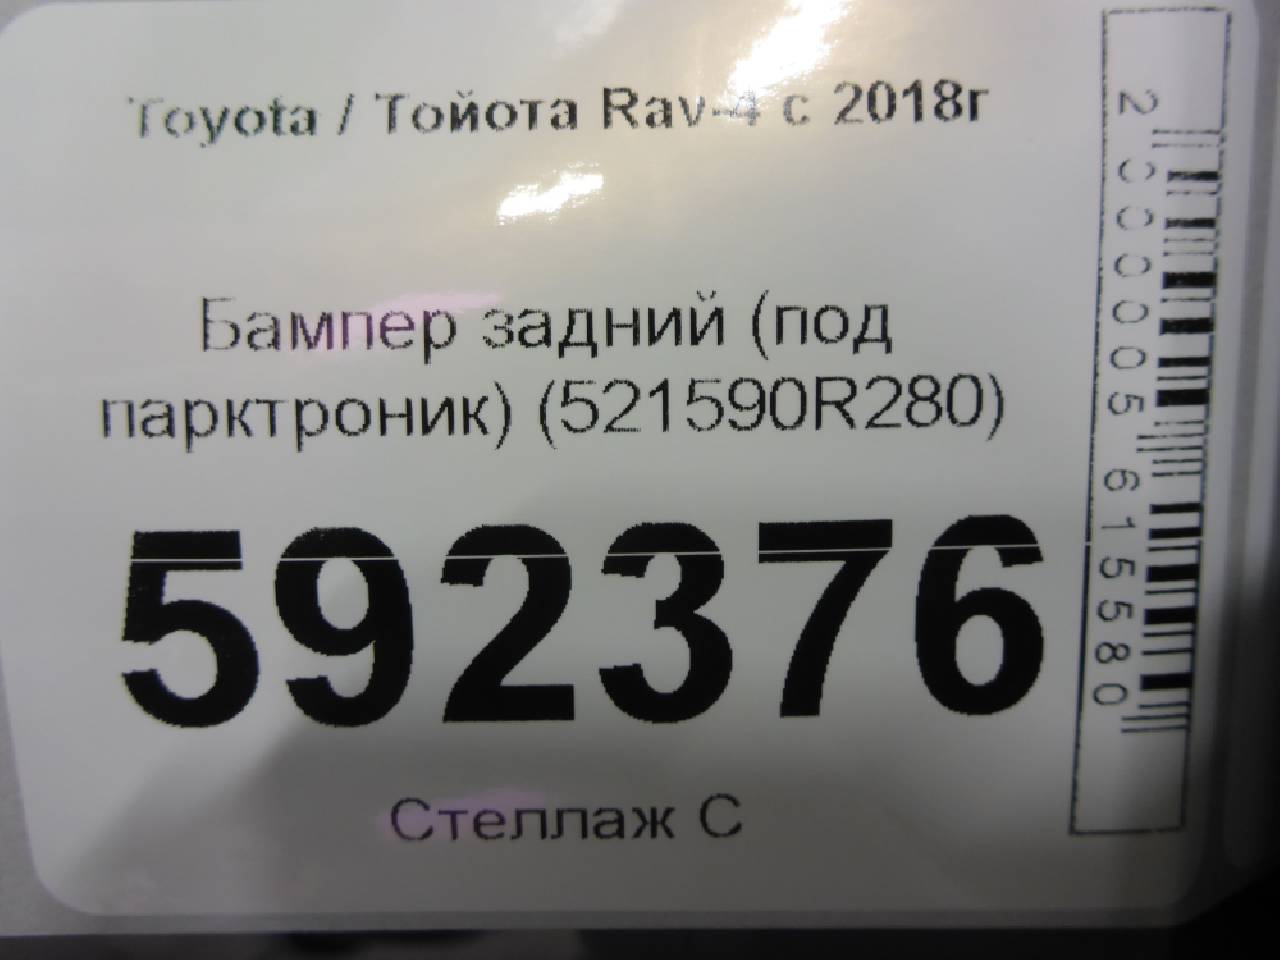 Toyota / Тойота Rav-4 с 2018г
Бампер задний (под
парктроник) (521590R280)
592376
Стеллаж С
2000005615580